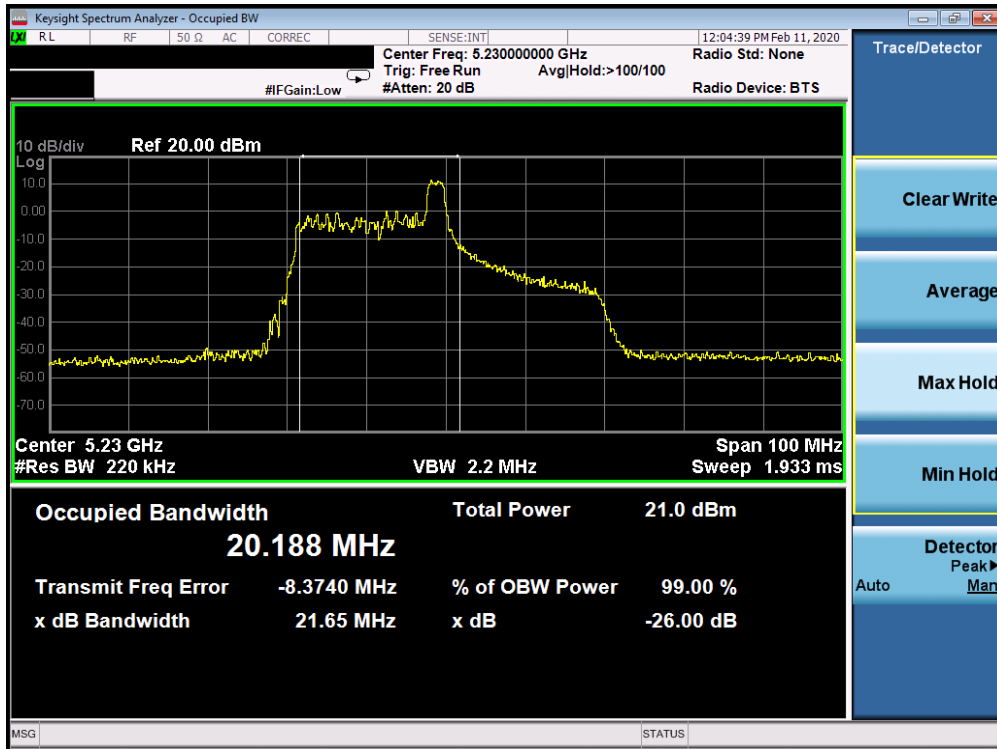 Keysight Spectrum Analyzer - Occupied BW
LXI RL RF 50 Ω AC CORREC SENSE:INT 12:04:39 PM Feb 11, 2020
Center Freq: 5.230000000 GHz Radio Std: None
Trig: Free Run Avg|Hold:>100/100
#IFGain:Low #Atten: 20 dB Radio Device: BTS
10 dB/div Ref 20.00 dBm
Log
10.0
0.00
-10.0
-20.0
-30.0
-40.0
-50.0
-60.0
-70.0
Center 5.23 GHz Span 100 MHz
#Res BW 220 kHz VBW 2.2 MHz Sweep 1.933 ms
Occupied Bandwidth Total Power 21.0 dBm
20.188 MHz
Transmit Freq Error -8.3740 MHz % of OBW Power 99.00 %
x dB Bandwidth 21.65 MHz x dB -26.00 dB
MSG STATUS
Trace/Detector
Clear Write
Average
Max Hold
Min Hold
Detector
Peak▶
Auto Man